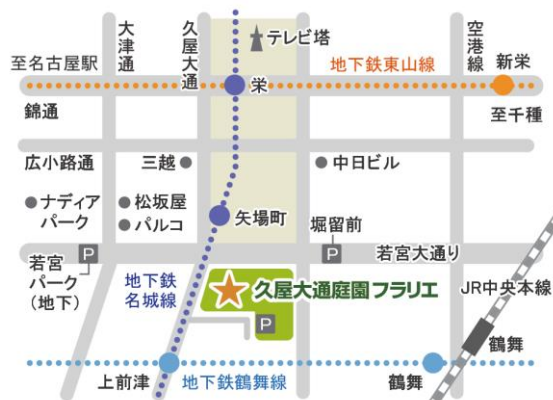 大津通
久屋大通
テレビ塔
空港線
至名古屋駅
地下鉄東山線
新栄
栄
錦通
至千種
広小路通
三越
中日ビル
ナディア
パーク
松坂屋
パルコ
矢場町
堀留前
P
P
若宮大通り
若宮
パーク
(地下)
地下鉄
名城線
久屋大通庭園フラリエ
P
JR中央本線
上前津
地下鉄鶴舞線
鶴舞
鶴舞